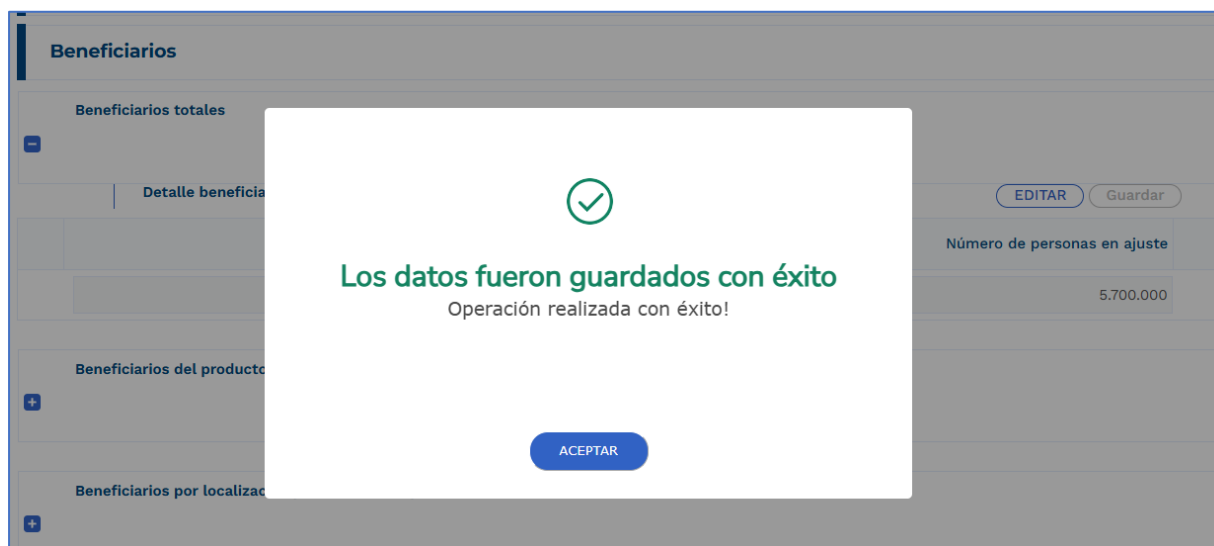 Beneficiarios
Beneficiarios totales
Detalle beneficia
EDITAR
Guardar
Número de personas en ajuste
5.700.000
Los datos fueron guardados con éxito
Operación realizada con éxito!
Beneficiarios del producto
ACEPTAR
Beneficiarios por localizac